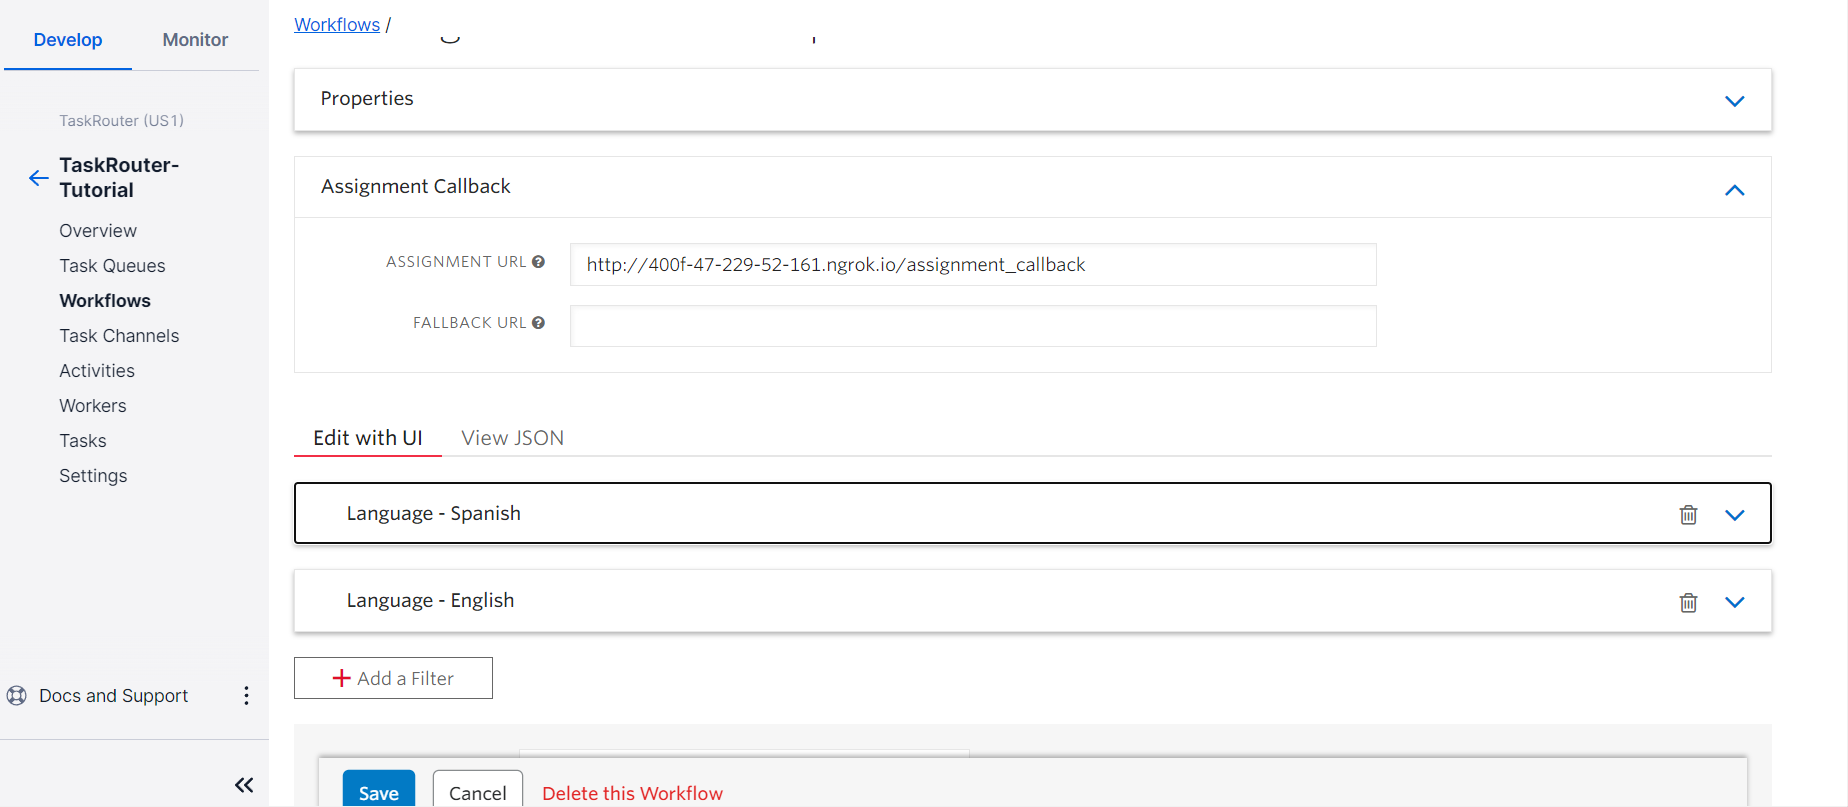 Develop
Monitor
TaskRouter (US1)
TaskRouter-
Tutorial
Overview
Task Queues
Workflows
Task Channels
Activities
Workers
Tasks
Settings
Docs and Support
Workflows /
Properties
Assignment Callback
ASSIGNMENT URL
http://400f-47-229-52-161.ngrok.io/assignment_callback
FALLBACK URL
Edit with UI
View JSON
Language - Spanish
Language - English
+ Add a Filter
Save
Cancel
Delete this Workflow